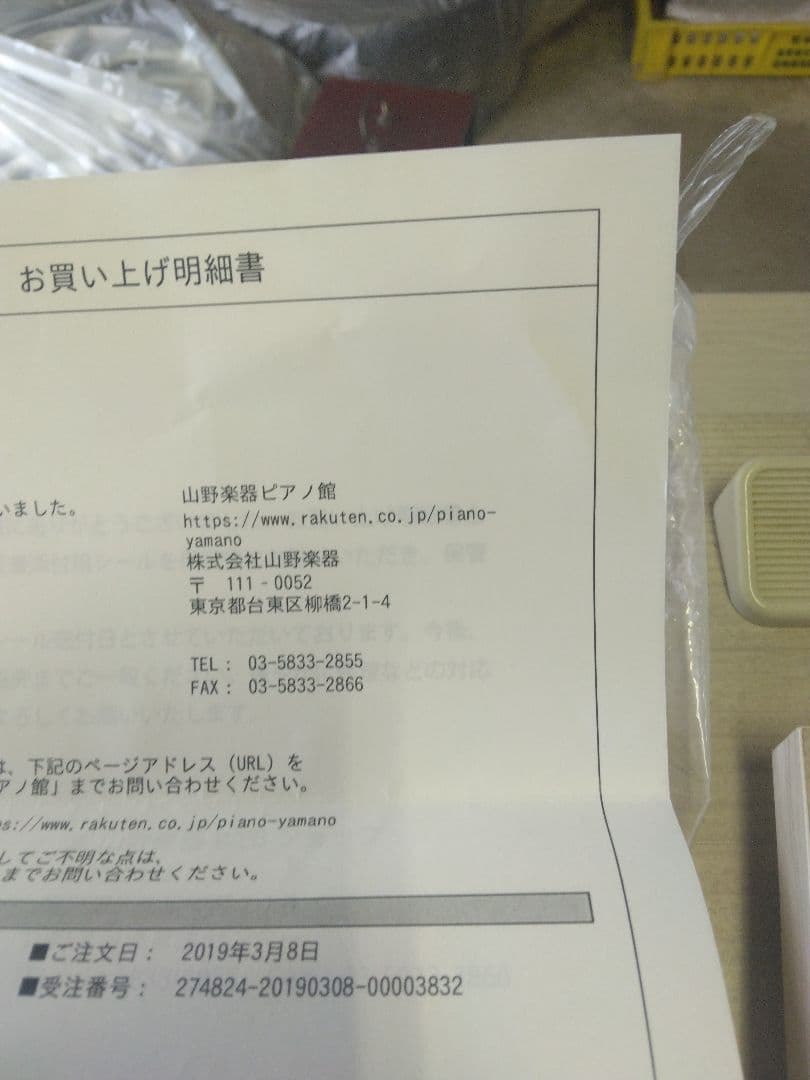 お買い上げ明細書
いました。
山野楽器ピアノ館
https://www.rakuten.co.jp/piano-
yamano
株式会社山野楽器
〒 111-0052
東京都台東区柳橋2-1-4
TEL： 03-5833-2855
FAX： 03-5833-2866
は、下記のページアドレス（URL）を
アノ館」までお問い合わせください。
s://www.rakuten.co.jp/piano-yamano
してご不明な点は、
までお問い合わせください。
■ご注文日： 2019年3月8日
■受注番号： 274824-20190308-00003832